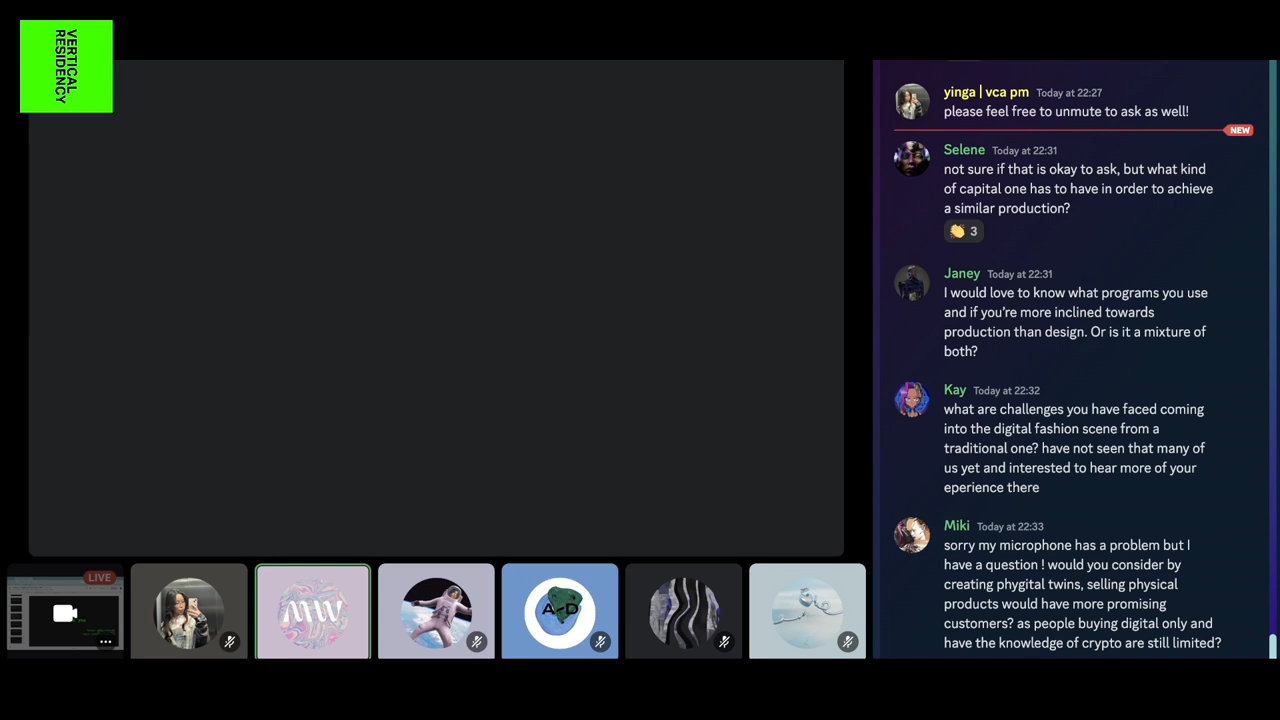 VERTICAL
RESIDENCY
yinga | vca pm Today at 22:27
please feel free to unmute to ask as well!
NEW
Selene Today at 22:31
not sure if that is okay to ask, but what kind
of capital one has to have in order to achieve
a similar production?
3
Janey Today at 22:31
I would love to know what programs you use
and if you're more inclined towards
production than design. Or is it a mixture of
both?
Kay Today at 22:32
what are challenges you have faced coming
into the digital fashion scene from a
traditional one? have not seen that many of
us yet and interested to hear more of your
eperience there
Miki Today at 22:33
sorry my microphone has a problem but I
have a question ! would you consider by
creating phygital twins, selling physical
products would have more promising
customers? as people buying digital only and
have the knowledge of crypto are still limited?
LIVE
MW
A-D